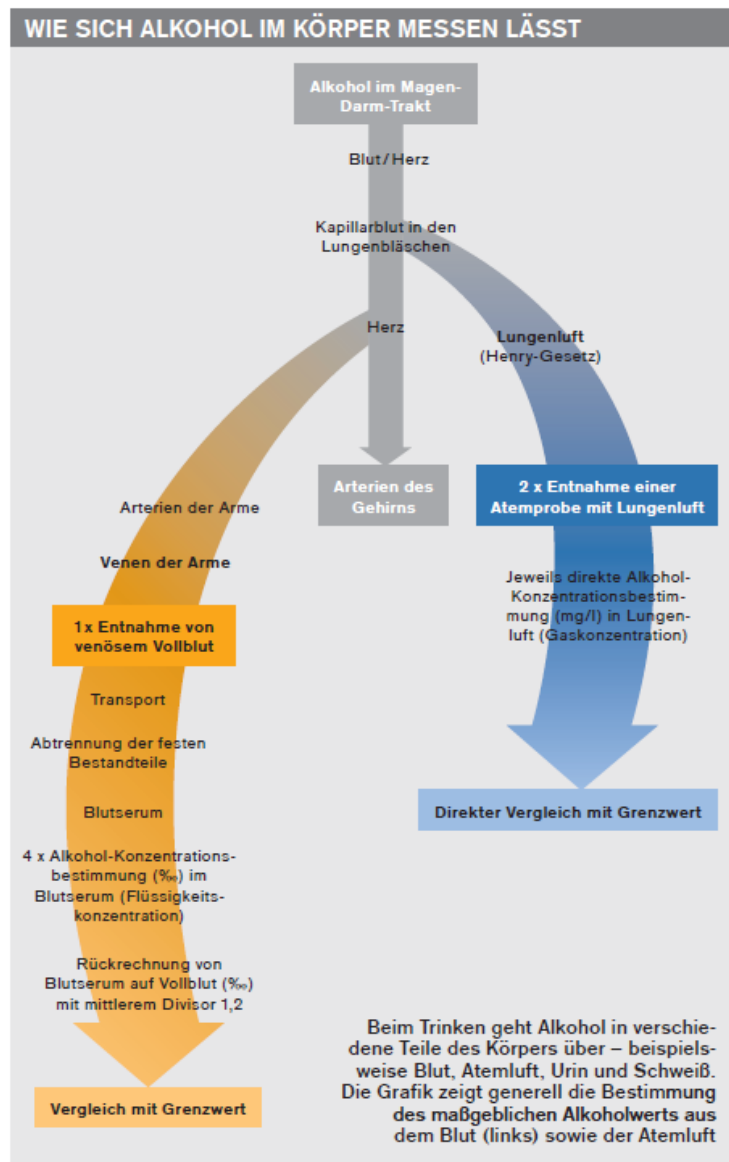 WIE SICH ALKOHOL IM KÖRPER MESSEN LÄSST
Alkohol im Magen-
Darm-Trakt
Blut/Herz
Kapillarblut in den
Lungenbläschen
Herz
Lungenluft
(Henry-Gesetz)
Arterien des
Gehirns
2 x Entnahme einer
Atemprobe mit Lungenluft
Jeweils direkte Alkohol-
Konzentrationsbestim-
mung (mg/l) in Lungen-
luft (Gaskonzentration)
Direkter Vergleich mit Grenzwert
Arterien der Arme
Venen der Arme
1x Entnahme von
venösem Vollblut
Transport
Abtrennung der festen
Bestandteile
Blutserum
4 x Alkohol-Konzentrations-
bestimmung (‰) im
Blutserum (Flüssigkeits-
konzentration)
Rückrechnung von
Blutserum auf Vollblut (‰)
mit mittlerem Divisor 1,2
Vergleich mit Grenzwert
Beim Trinken geht Alkohol in verschie-
dene Teile des Körpers über – beispiels-
weise Blut, Atemluft, Urin und Schweiß.
Die Grafik zeigt generell die Bestimmung
des maßgeblichen Alkoholwerts aus
dem Blut (links) sowie der Atemluft